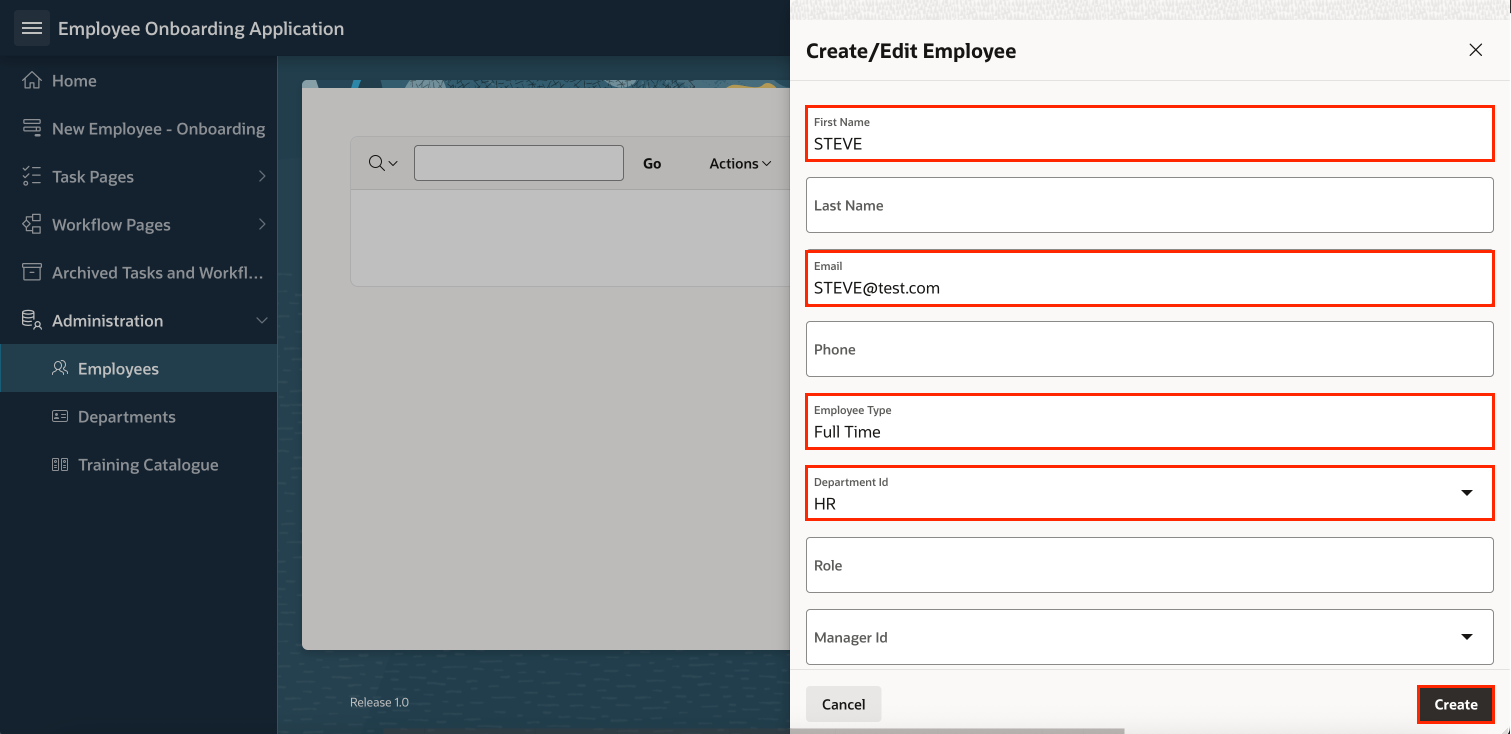 Employee Onboarding Application
Home
New Employee - Onboarding
Task Pages
Workflow Pages
Archived Tasks and Workfl...
Administration
Employees
Departments
Training Catalogue
Go
Actions
Release 1.0
Create/Edit Employee
First Name
STEVE
Last Name
Email
STEVE@test.com
Phone
Employee Type
Full Time
Department Id
HR
Role
Manager Id
Cancel
Create